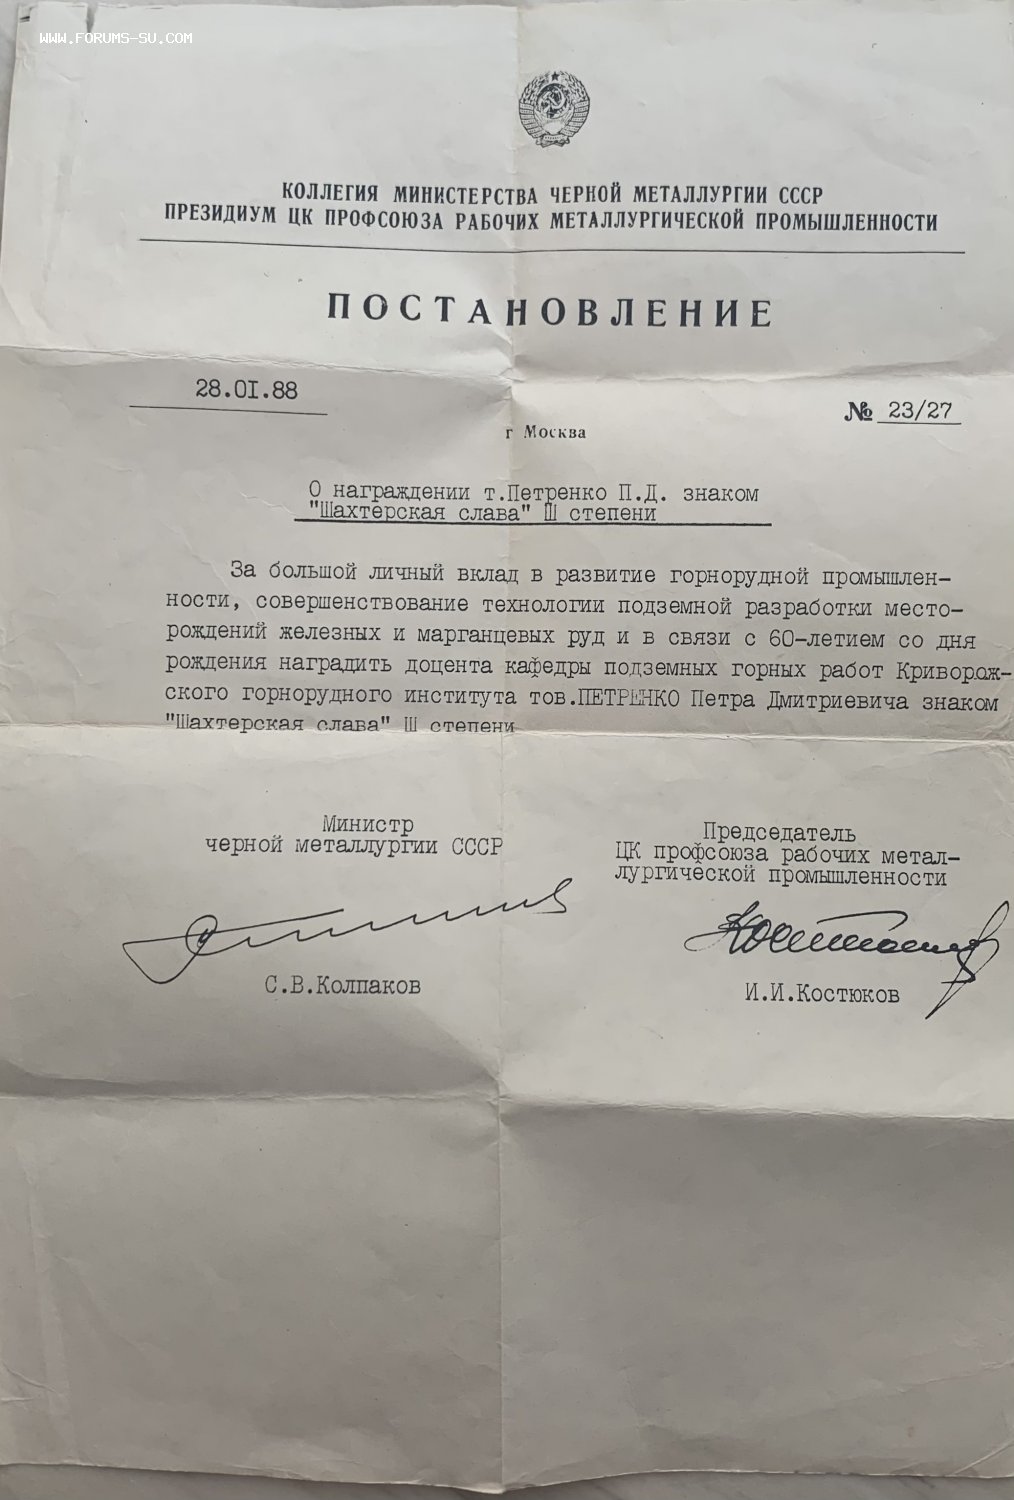 WWW.FORUMS-SU.COM
КОЛЛЕГИЯ МИНИСТЕРСТВА ЧЕРНОЙ МЕТАЛЛУРГИИ СССР
ПРЕЗИДИУМ ЦК ПРОФСОЮЗА РАБОЧИХ МЕТАЛЛУРГИЧЕСКОЙ ПРОМЫШЛЕННОСТИ
ПОСТАНОВЛЕНИЕ
28.0I.88
№ 23/27
г Москва
О награждении т.Петренко П.Д. знаком
"Шахтерская слава" Ш степени
За большой личный вклад в развитие горнорудной промышлен-
ности, совершенствование технологии подземной разработки место-
рождений железных и марганцевых руд и в связи с 60-летием со дня
рождения наградить доцента кафедры подземных горных работ Криворож-
ского горнорудного института тов.ПЕТРЕНКО Петра Дмитриевича знаком
"Шахтерская слава" Ш степени
Министр
черной металлургии СССР
С.В.Колпаков
Председатель
ЦК профсоюза рабочих метал-
лургической промышленности
И.И.Костюков